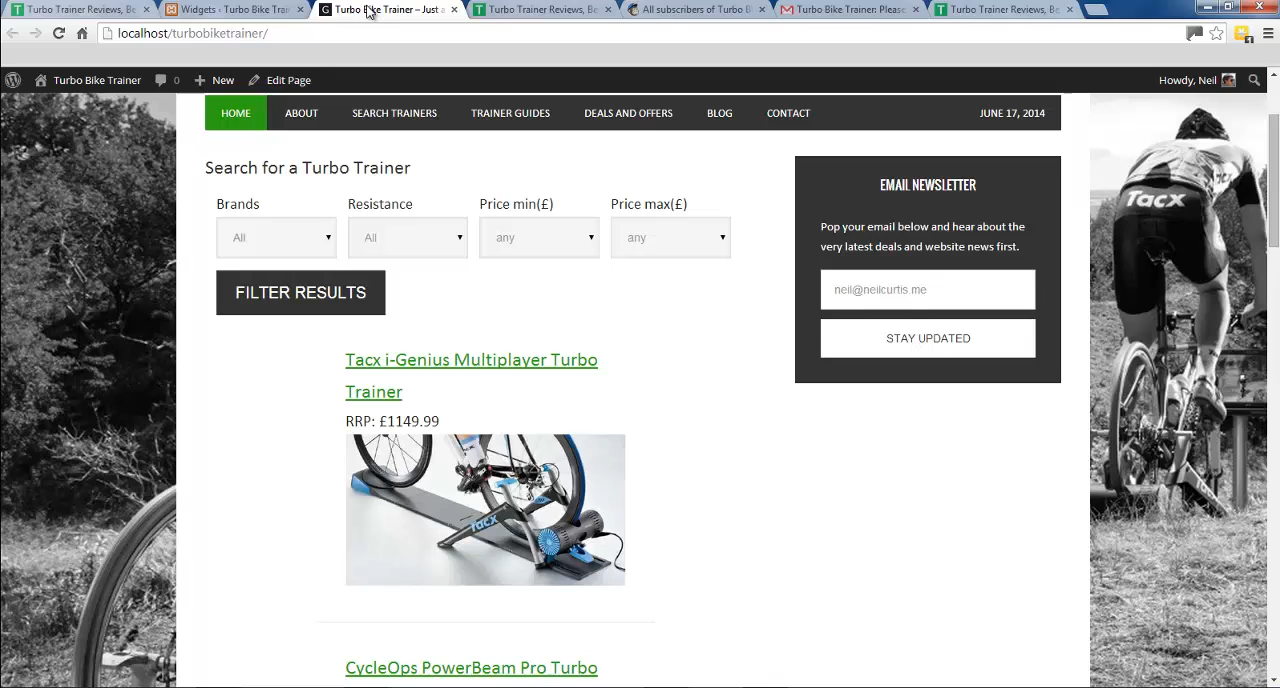 Turbo Trainer Reviews, Be
Widgets ‹ Turbo Bike Train
Turbo Bike Trainer – Just a
Turbo Trainer Reviews, Be
All subscribers of Turbo B
Turbo Bike Trainer: Please
Turbo Trainer Reviews, Be
localhost/turbobiketrainer/
Turbo Bike Trainer
0
New
Edit Page
Howdy, Neil
HOME
ABOUT
SEARCH TRAINERS
TRAINER GUIDES
DEALS AND OFFERS
BLOG
CONTACT
JUNE 17, 2014
Search for a Turbo Trainer
Brands
Resistance
Price min(£)
Price max(£)
All
All
any
any
FILTER RESULTS
EMAIL NEWSLETTER
Pop your email below and hear about the
very latest deals and website news first.
neil@neilcurtis.me
STAY UPDATED
Tacx i-Genius Multiplayer Turbo
Trainer
RRP: £1149.99
Tacx
CycleOps PowerBeam Pro Turbo
Tacx